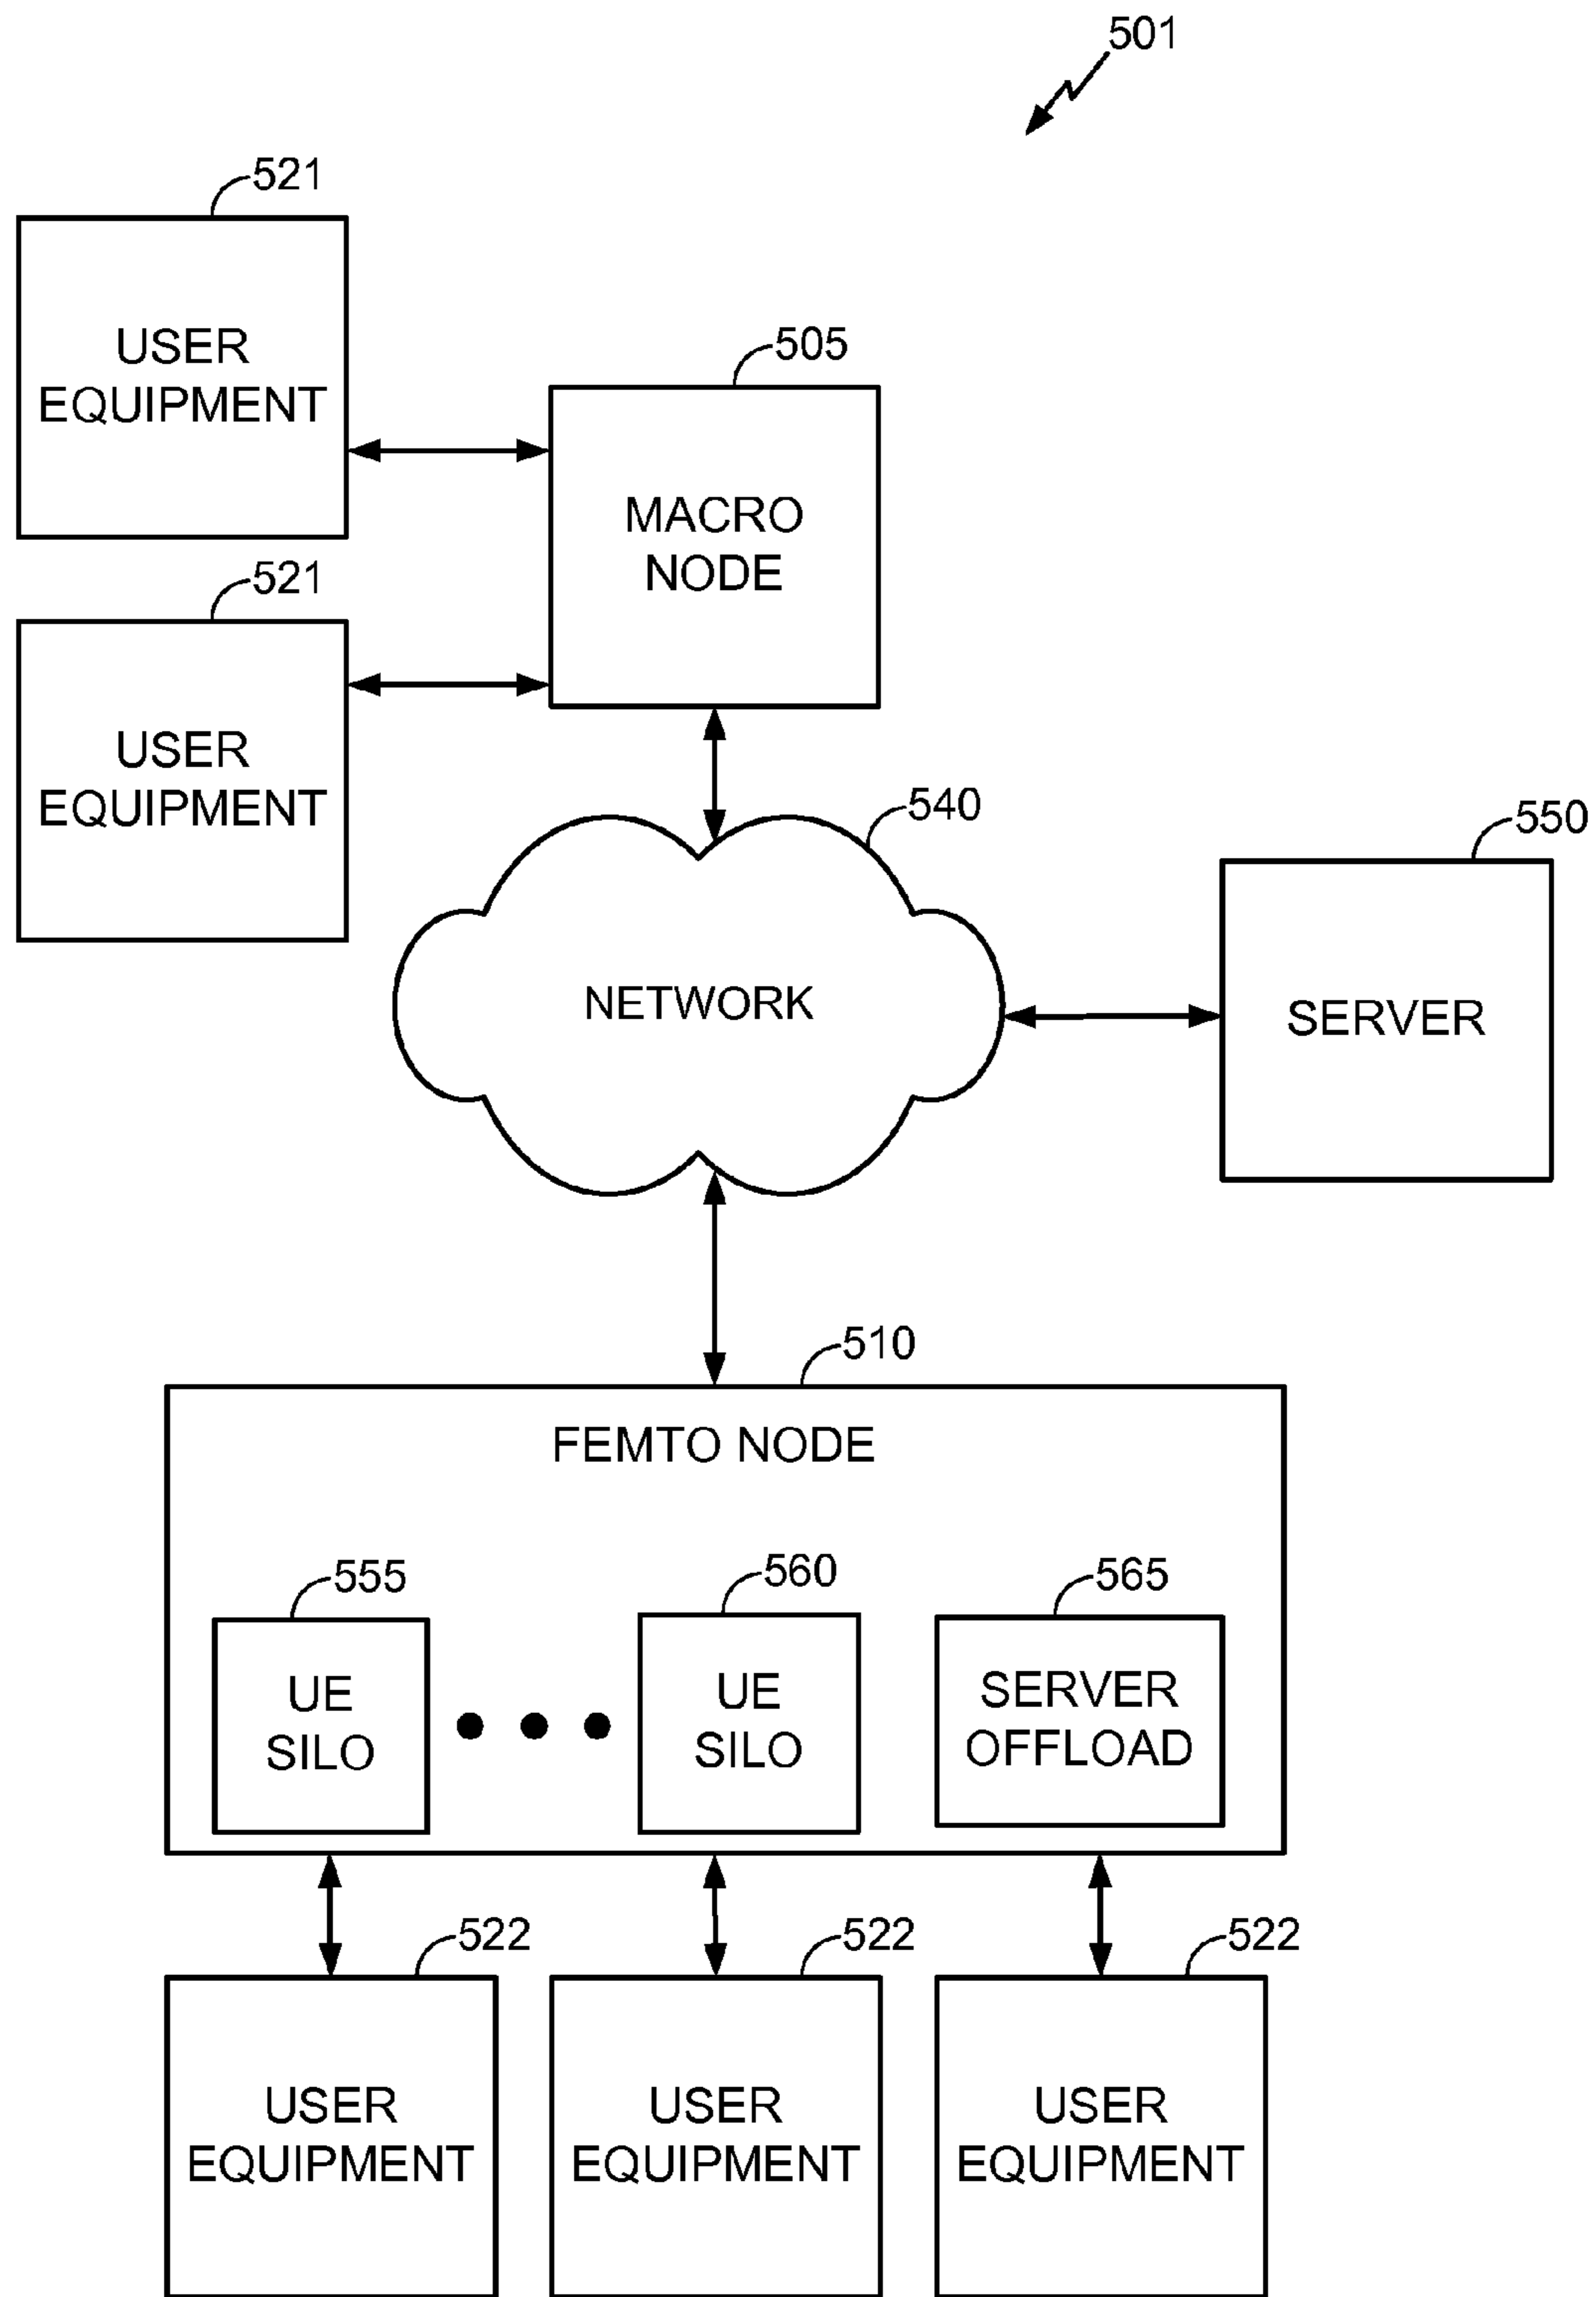 501
521
USER
EQUIPMENT
505
MACRO
NODE
521
USER
EQUIPMENT
540
NETWORK
550
SERVER
510
FEMTO NODE
555
UE
SILO
560
UE
SILO
565
SERVER
OFFLOAD
522
USER
EQUIPMENT
522
USER
EQUIPMENT
522
USER
EQUIPMENT